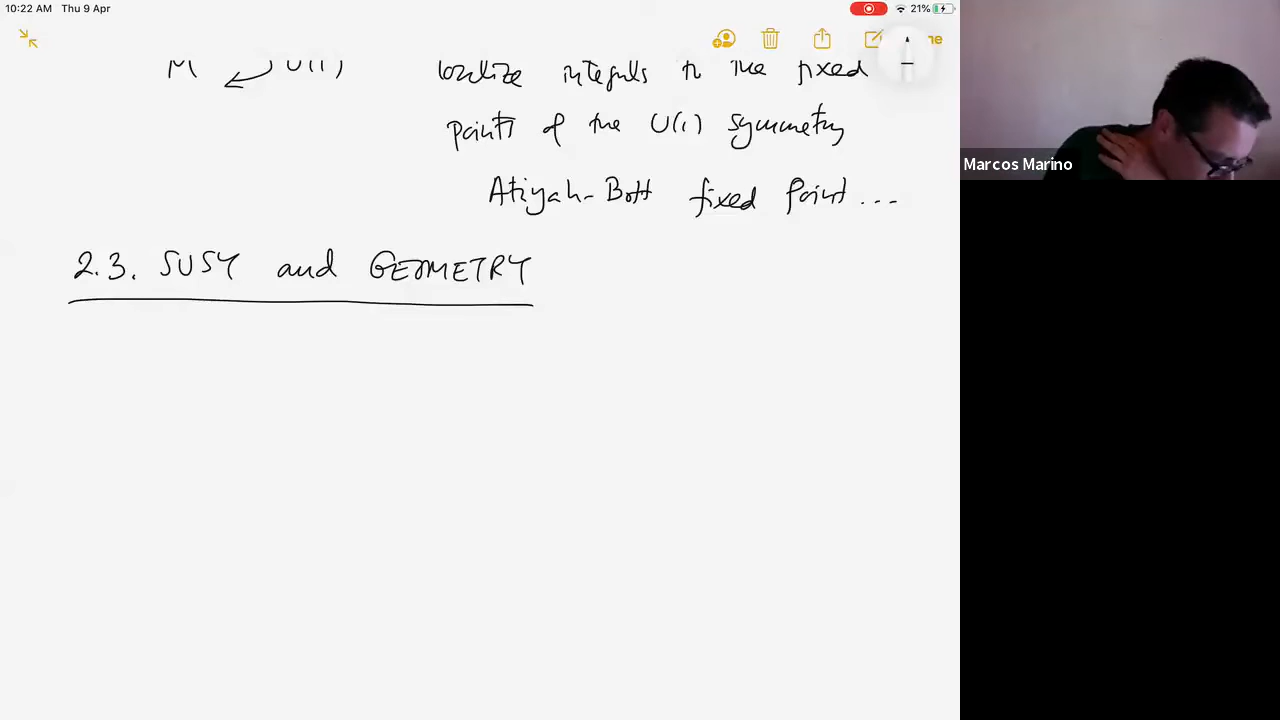 10:22 AM Thu 9 Apr
21%
M U(1) localize integrals to the fixed
points of the U(1) symmetry
Atiyah-Bott fixed point ...
2.3. SUSY and GEOMETRY
Marcos Marino